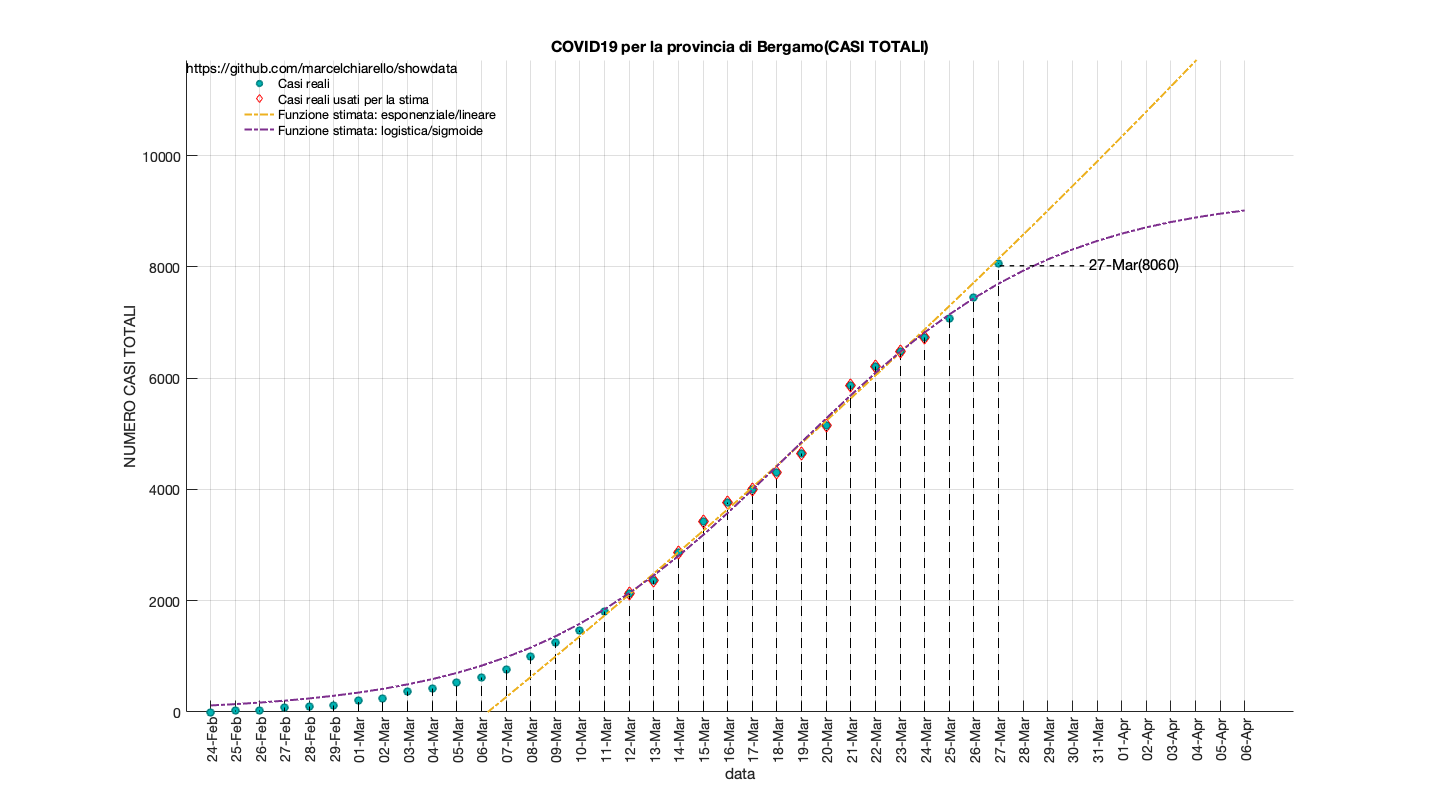 COVID19 per la provincia di Bergamo(CASI TOTALI)
https://github.com/marcelchiarello/showdata
Casi reali
Casi reali usati per la stima
Funzione stimata: esponenziale/lineare
Funzione stimata: logistica/sigmoide
NUMERO CASI TOTALI
10000
8000
6000
4000
2000
0
27-Mar(8060)
24-Feb
25-Feb
26-Feb
27-Feb
28-Feb
29-Feb
01-Mar
02-Mar
03-Mar
04-Mar
05-Mar
06-Mar
07-Mar
08-Mar
09-Mar
10-Mar
11-Mar
12-Mar
13-Mar
14-Mar
15-Mar
16-Mar
17-Mar
18-Mar
19-Mar
20-Mar
21-Mar
22-Mar
23-Mar
24-Mar
25-Mar
26-Mar
27-Mar
28-Mar
29-Mar
30-Mar
31-Mar
01-Apr
02-Apr
03-Apr
04-Apr
05-Apr
06-Apr
data